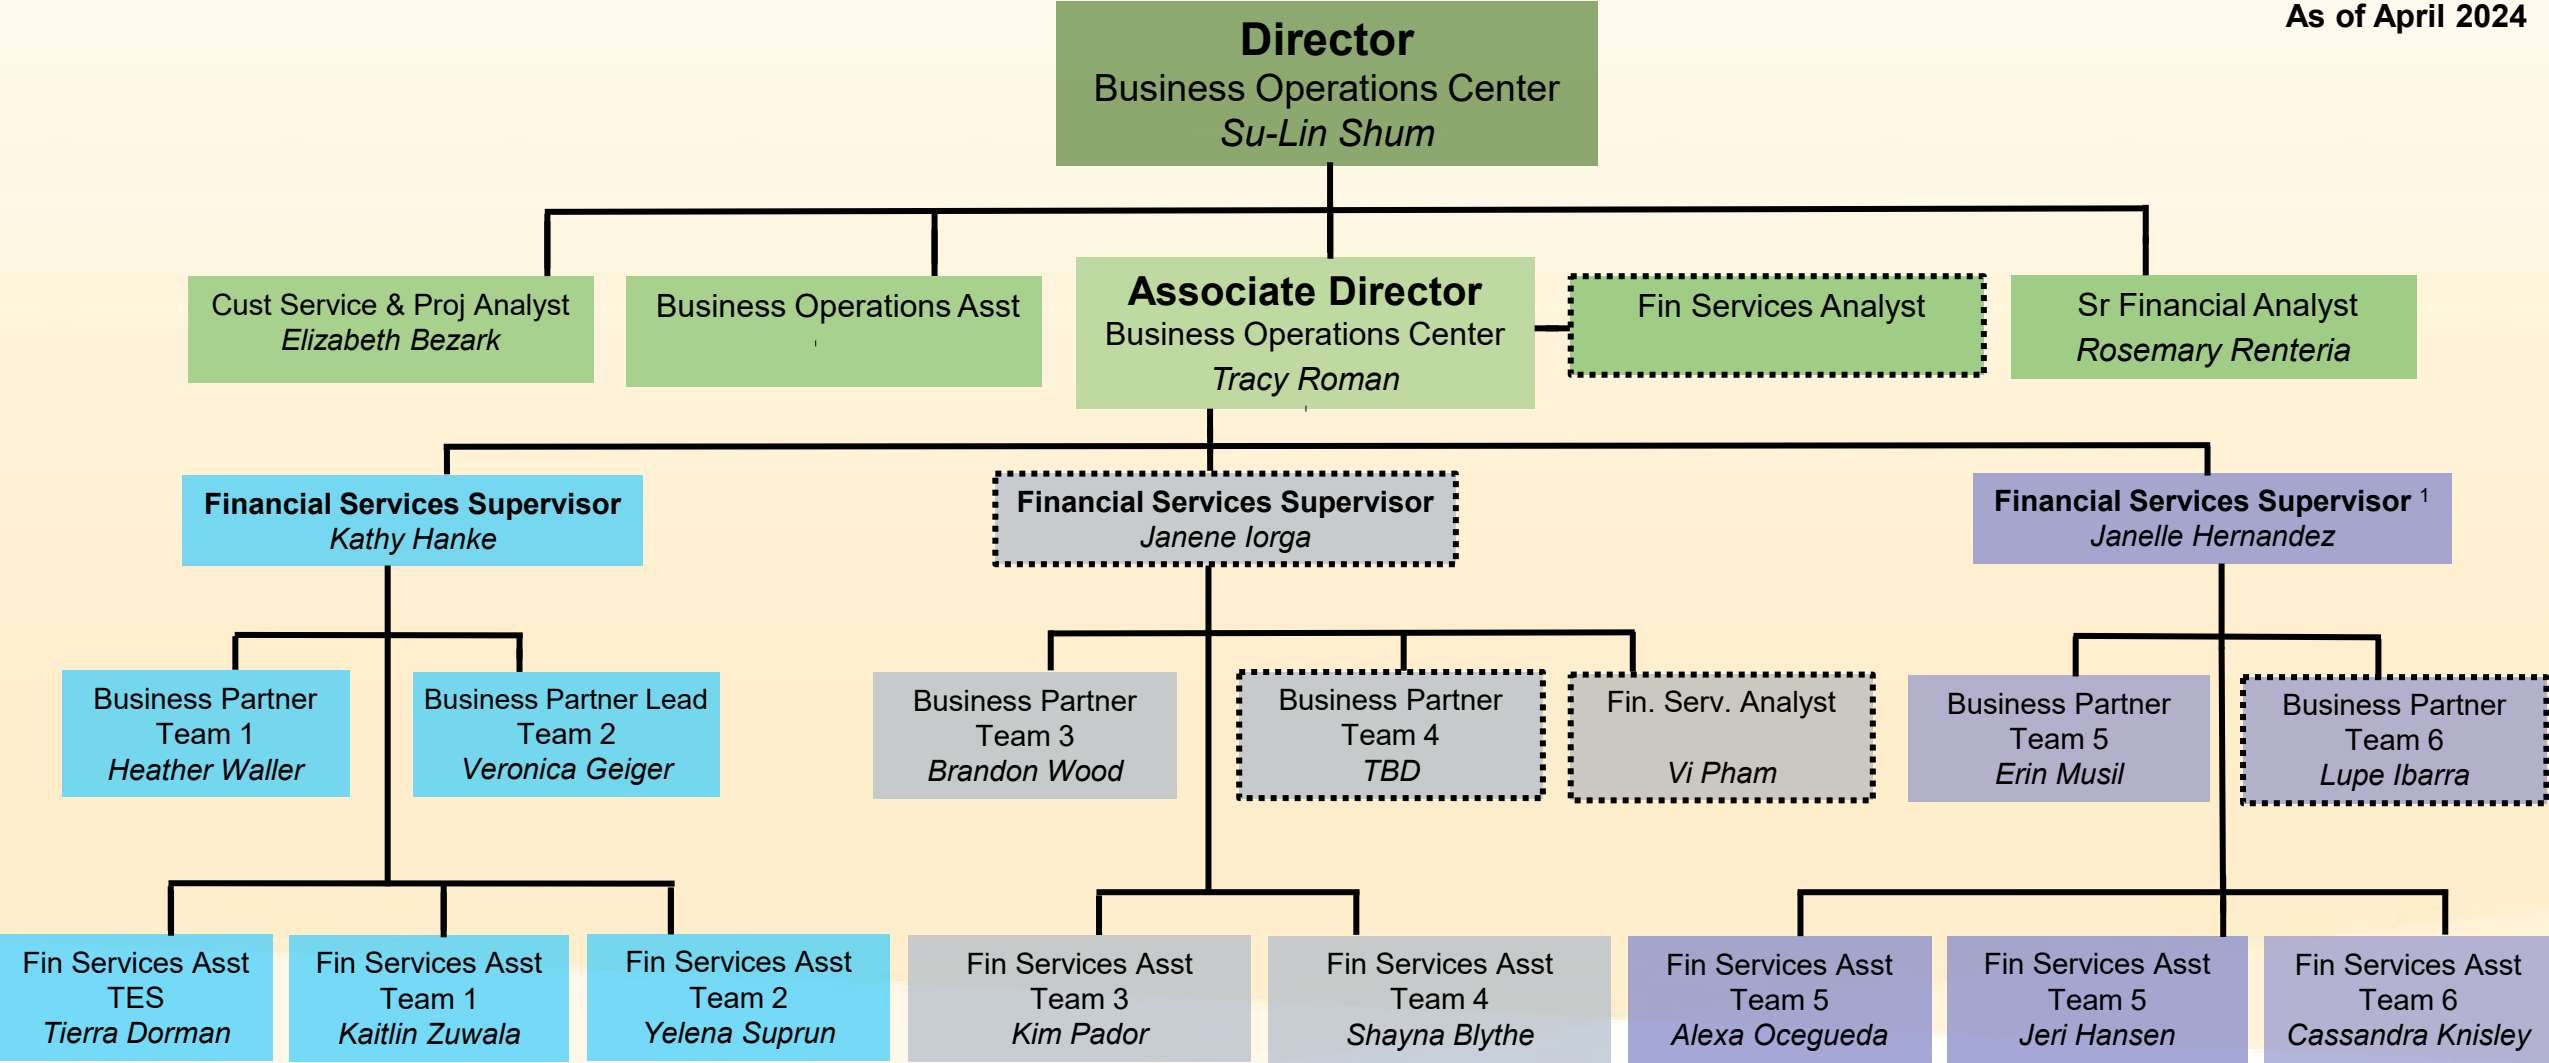 As of April 2024
Director
Business Operations Center
Su-Lin Shum
Cust Service & Proj Analyst
Elizabeth Bezark
Business Operations Asst
Associate Director
Business Operations Center
Tracy Roman
Fin Services Analyst
Sr Financial Analyst
Rosemary Renteria
Financial Services Supervisor
Kathy Hanke
Financial Services Supervisor
Janene Iorga
Financial Services Supervisor 1
Janelle Hernandez
Business Partner
Team 1
Heather Waller
Business Partner Lead
Team 2
Veronica Geiger
Business Partner
Team 3
Brandon Wood
Business Partner
Team 4
TBD
Fin. Serv. Analyst
Vi Pham
Business Partner
Team 5
Erin Musil
Business Partner
Team 6
Lupe Ibarra
Fin Services Asst
TES
Tierra Dorman
Fin Services Asst
Team 1
Kaitlin Zuwala
Fin Services Asst
Team 2
Yelena Suprun
Fin Services Asst
Team 3
Kim Pador
Fin Services Asst
Team 4
Shayna Blythe
Fin Services Asst
Team 5
Alexa Ocegueda
Fin Services Asst
Team 5
Jeri Hansen
Fin Services Asst
Team 6
Cassandra Knisley